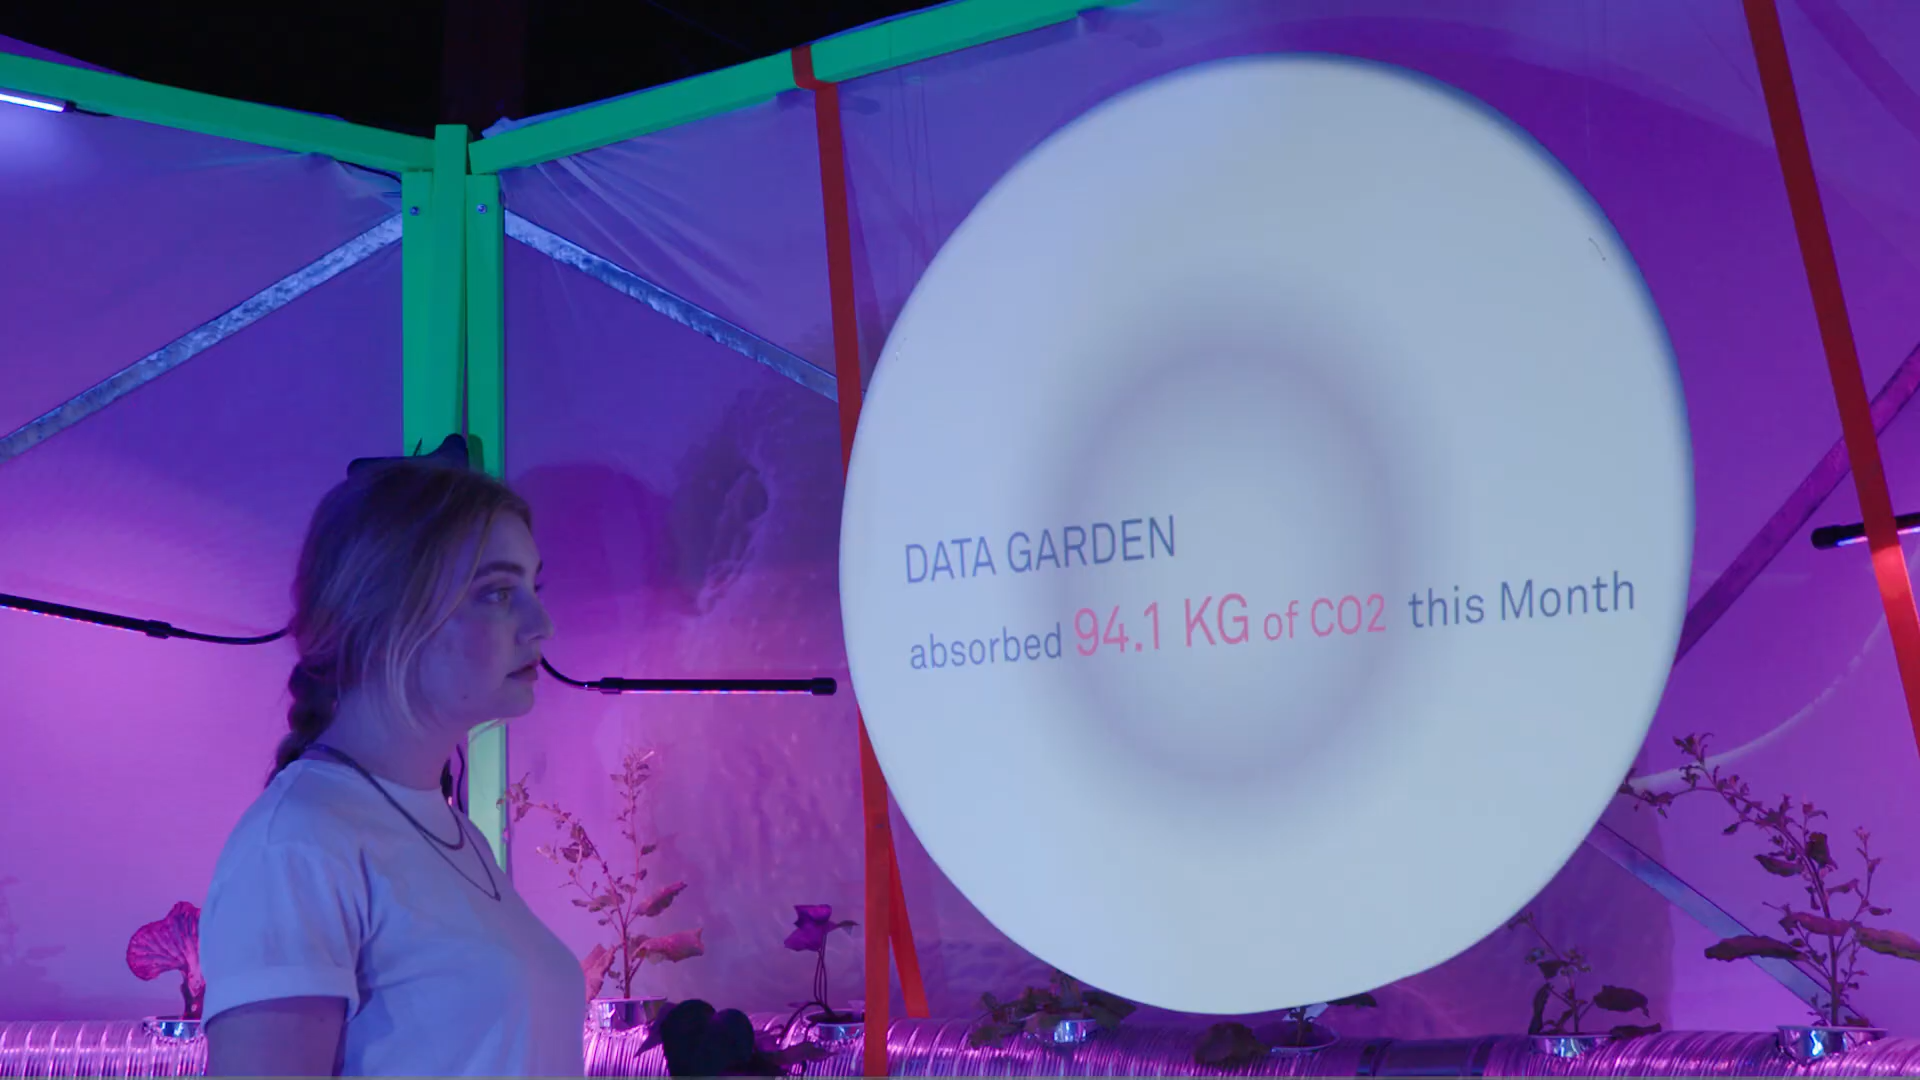 DATA GARDEN
absorbed 94.1 KG of CO2 this Month